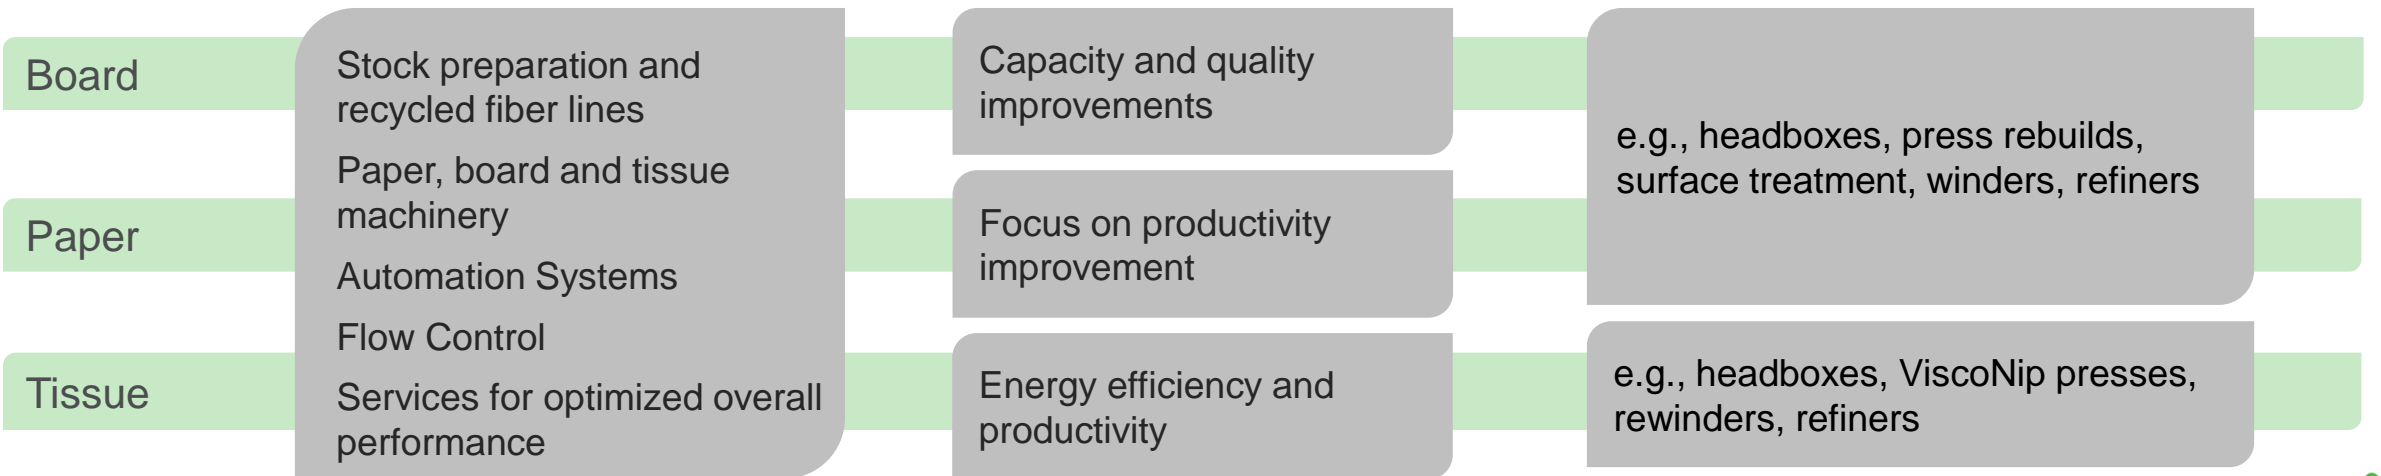 Board
Paper
Tissue
Stock preparation and
recycled fiber lines
Paper, board and tissue
machinery
Automation Systems
Flow Control
Services for optimized overall
performance
Capacity and quality
improvements
Focus on productivity
improvement
Energy efficiency and
productivity
e.g., headboxes, press rebuilds,
surface treatment, winders, refiners
e.g., headboxes, ViscoNip presses,
rewinders, refiners